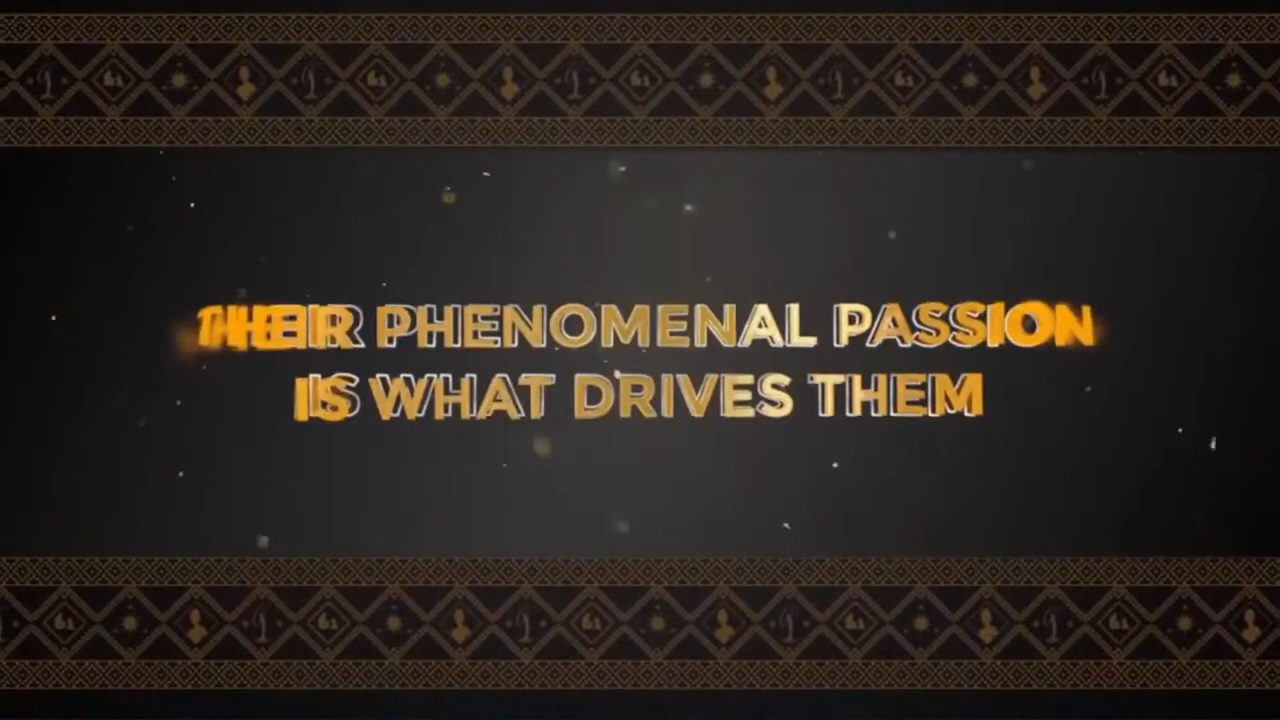 THEIR PHENOMENAL PASSION
IS WHAT DRIVES THEM